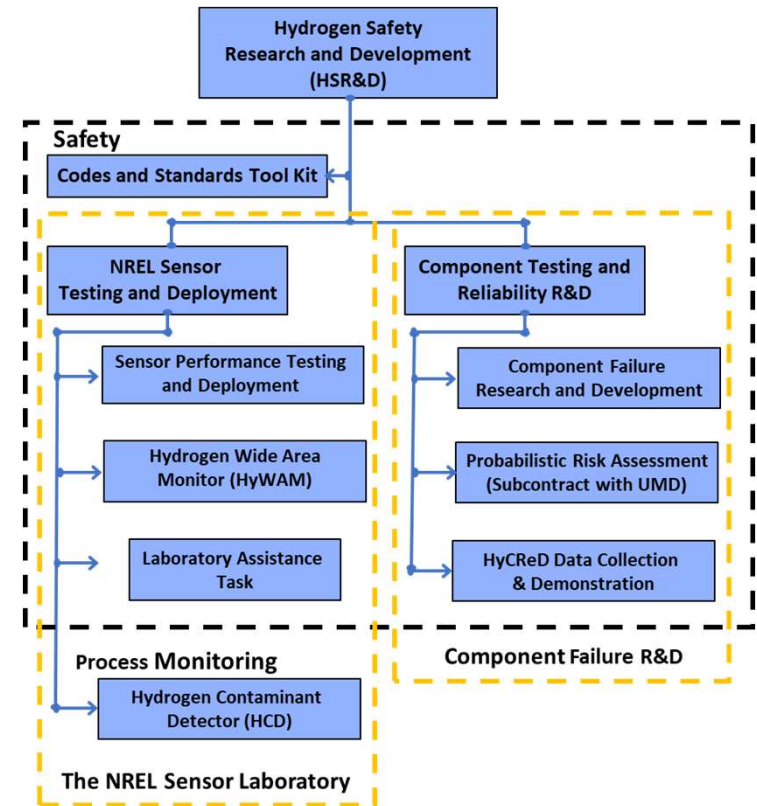 Hydrogen Safety
Research and Development
(HSR&D)
Safety
Codes and Standards Tool Kit
NREL Sensor
Testing and Deployment
Sensor Performance Testing
and Deployment
Hydrogen Wide Area
Monitor (HyWAM)
Laboratory Assistance
Task
Process Monitoring
Hydrogen Contaminant
Detector (HCD)
The NREL Sensor Laboratory
Component Testing and
Reliability R&D
Component Failure
Research and Development
Probabilistic Risk Assessment
(Subcontract with UMD)
HyCReD Data Collection
& Demonstration
Component Failure R&D